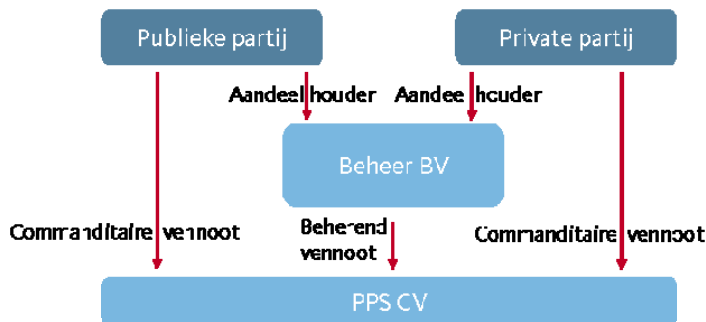 Publieke partij
Private partij
Aandeelhouder
Aandeelhouder
Beheer BV
Commanditaire vennoot
Beherend
vennoot
Commanditaire vennoot
PPS CV